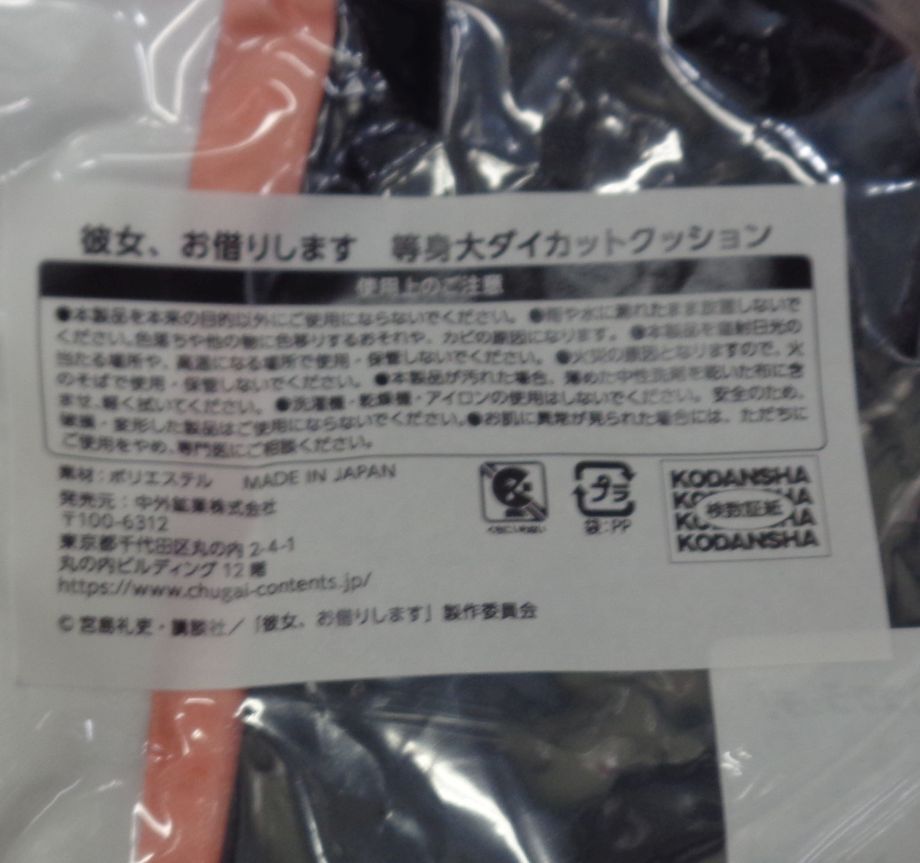 彼女、お借りします 等身大ダイカットクッション
使用上のご注意
●本製品を本来の目的以外にご使用にならないでください。 ●雨や水に濡れたまま放置しないで
ください。色落ちや他の物に色移りするおそれや、カビの原因になります。 ●本製品を直射日光の
当たる場所や、高温になる場所で使用・保管しないでください。 ●火災の原因となりますので、火
のそばで使用・保管しないでください。 ●本製品が汚れた場合、薄めた中性洗剤を乾いた布に含
ませ、軽く拭いてください。 ●洗濯機・乾燥機・アイロンの使用はしないでください。 安全のため、
破損・変形した製品はご使用にならないでください。●お肌に異常が見られた場合には、ただちに
ご使用をやめ、専門医にご相談ください。
素材：ポリエステル MADE IN JAPAN
発売元：中外鉱業株式会社
〒100-6312
東京都千代田区丸の内 2-4-1
丸の内ビルディング 12 階
https://www.chugai-contents.jp/
© 宮島礼吏・講談社／「彼女、お借りします」製作委員会
プラ
袋：PP
KODANSHA
検数証紙
KODANSHA